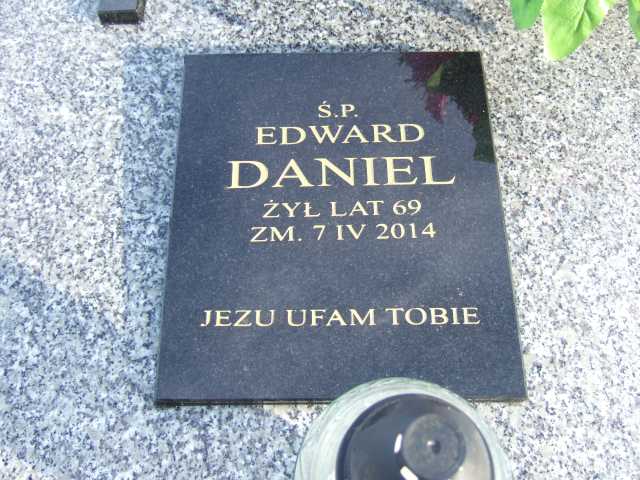 Ś.P.
EDWARD
DANIEL
ŻYŁ LAT 69
ZM. 7 IV 2014
JEZU UFAM TOBIE